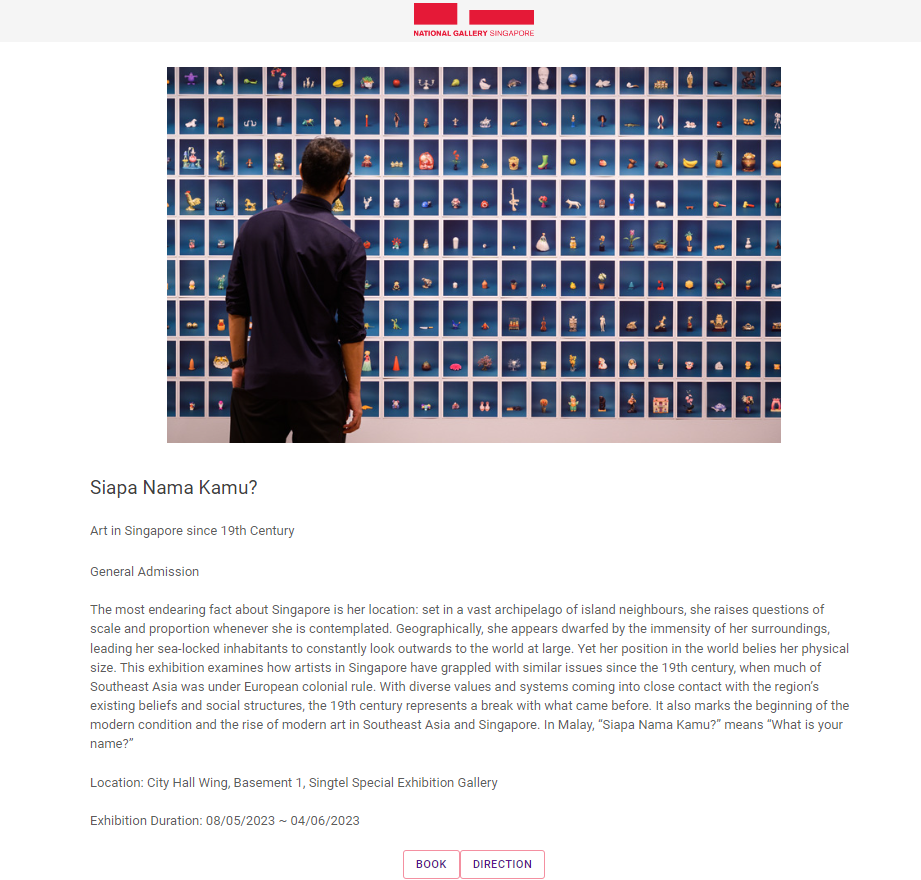 NATIONAL GALLERY SINGAPORE
Siapa Nama Kamu?
Art in Singapore since 19th Century
General Admission
The most endearing fact about Singapore is her location: set in a vast archipelago of island neighbours, she raises questions of
scale and proportion whenever she is contemplated. Geographically, she appears dwarfed by the immensity of her surroundings,
leading her sea-locked inhabitants to constantly look outwards to the world at large. Yet her position in the world belies her physical
size. This exhibition examines how artists in Singapore have grappled with similar issues since the 19th century, when much of
Southeast Asia was under European colonial rule. With diverse values and systems coming into close contact with the region’s
existing beliefs and social structures, the 19th century represents a break with what came before. It also marks the beginning of the
modern condition and the rise of modern art in Southeast Asia and Singapore. In Malay, “Siapa Nama Kamu?” means “What is your
name?”
Location: City Hall Wing, Basement 1, Singtel Special Exhibition Gallery
Exhibition Duration: 08/05/2023 ~ 04/06/2023
BOOK DIRECTION